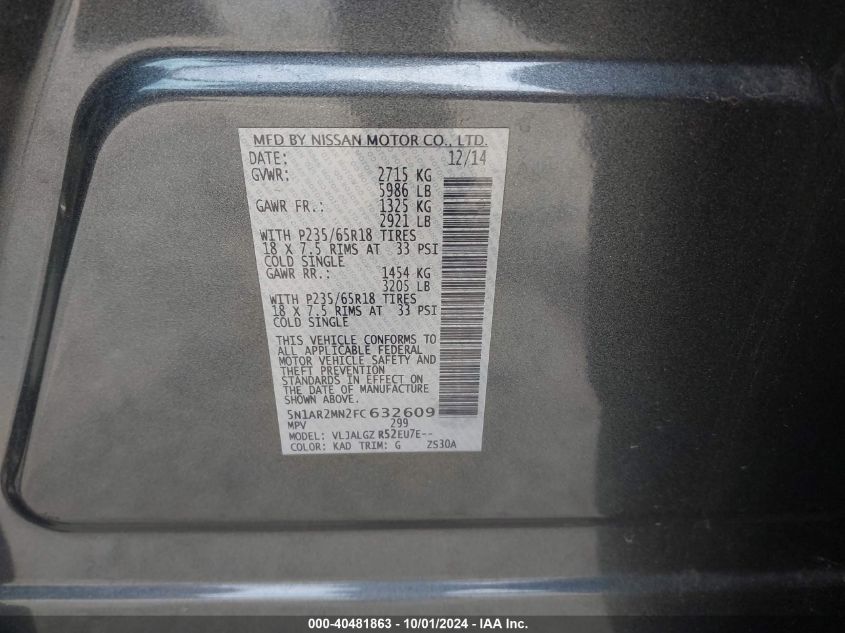 MFD BY NISSAN MOTOR CO., LTD.
DATE: 12/14
GVWR: 2715 KG
5986 LB
GAWR FR.: 1325 KG
2921 LB
WITH P235/65R18 TIRES
18 X 7.5 RIMS AT 33 PSI
COLD SINGLE
GAWR RR.: 1454 KG
3205 LB
WITH P235/65R18 TIRES
18 X 7.5 RIMS AT 33 PSI
COLD SINGLE
THIS VEHICLE CONFORMS TO
ALL APPLICABLE FEDERAL
MOTOR VEHICLE SAFETY AND
THEFT PREVENTION
STANDARDS IN EFFECT ON
THE DATE OF MANUFACTURE
SHOWN ABOVE.
5N1AR2MN2FC632609
MPV 299
MODEL: VLJALGZ R52EU7E--
COLOR: KAD TRIM: G ZS30A
000-40481863 - 10/01/2024 - IAA Inc.